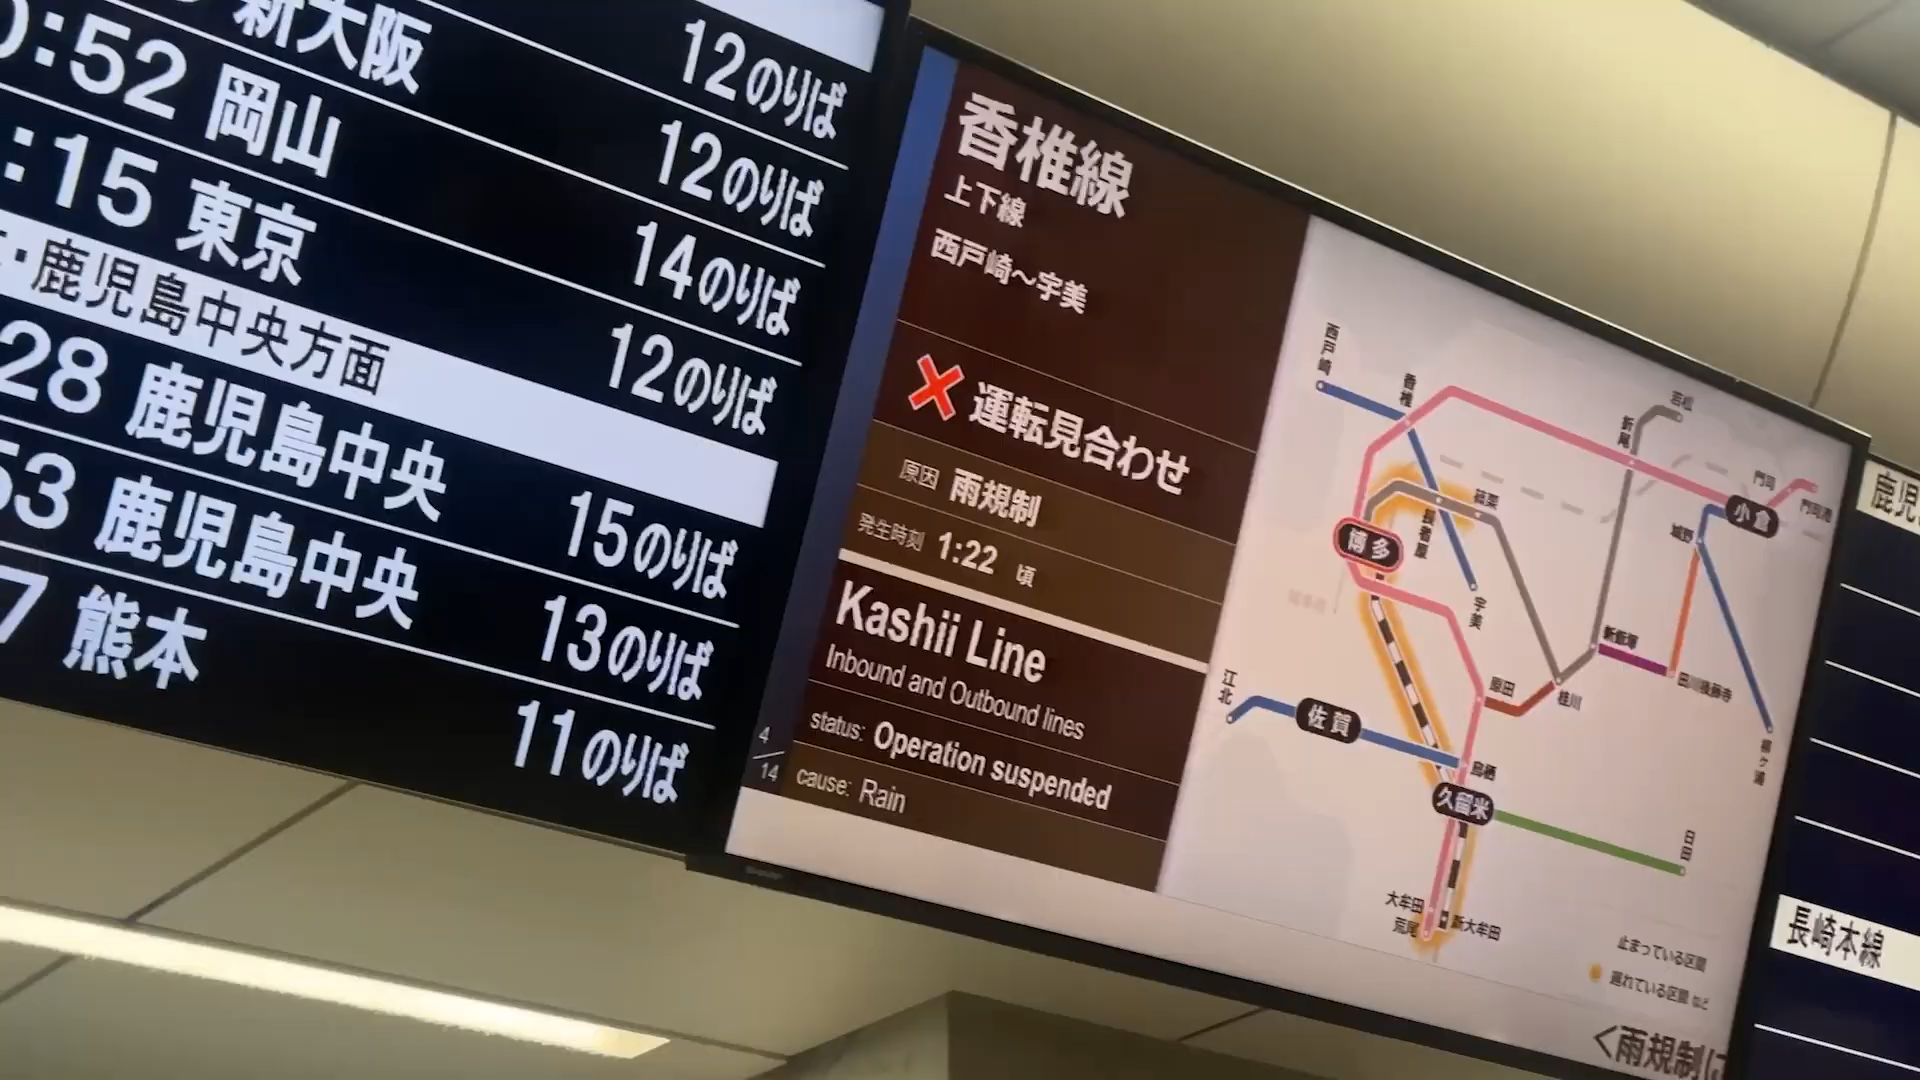 新大阪 12のりば
:52 岡山 12のりば
:15 東京 14のりば
12のりば
・鹿児島中央方面
28 鹿児島中央 15のりば
53 鹿児島中央 13のりば
7 熊本 11のりば
香椎線
上下線
西戸崎～宇美
運転見合わせ
原因 雨規制
発生時刻 1:22 頃
Kashii Line
Inbound and Outbound lines
status: Operation suspended
cause: Rain
4
14
西戸崎
香椎
若松
折尾
門司
門司港
小倉
城野
篠栗
長者原
博多
宇美
新飯塚
田川後藤寺
原田
桂川
江北
佐賀
鳥栖
久留米
日田
大牟田
荒尾
新大牟田
止まっている区間
遅れている区間 など
<雨規制に
鹿児
長崎本線